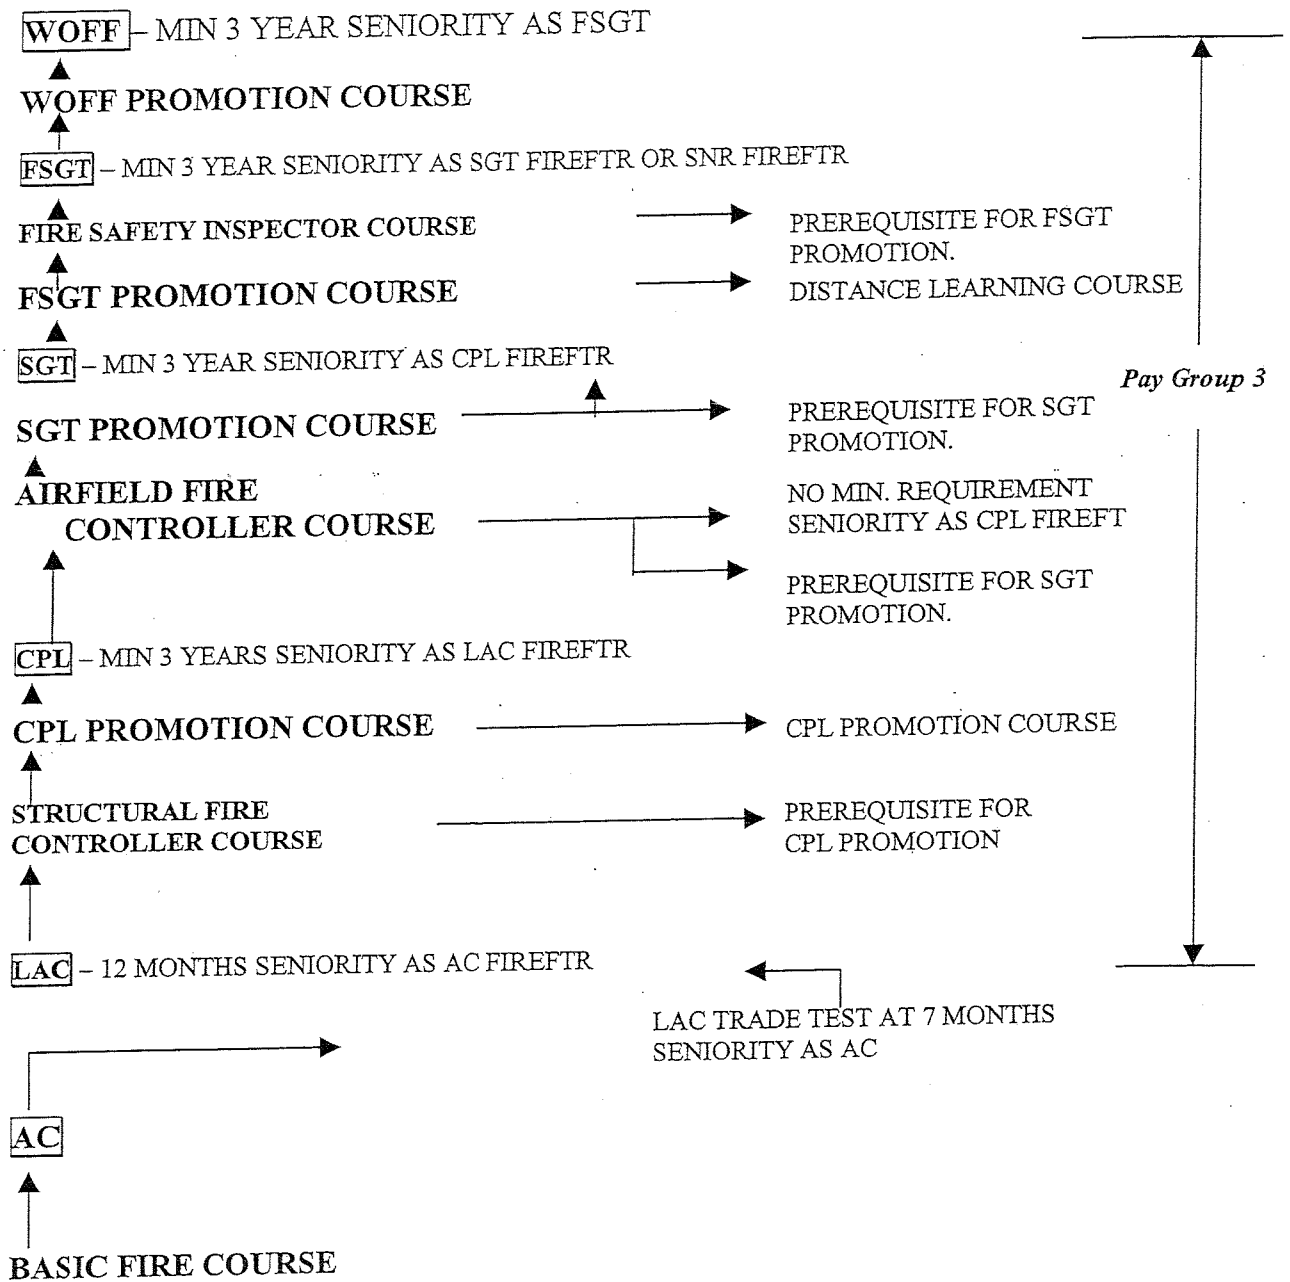 WOFF – MIN 3 YEAR SENIORITY AS FSGT
WOFF PROMOTION COURSE
FSGT – MIN 3 YEAR SENIORITY AS SGT FIREFTR OR SNR FIREFTR
FIRE SAFETY INSPECTOR COURSE
PREREQUISITE FOR FSGT
PROMOTION.
FSGT PROMOTION COURSE
DISTANCE LEARNING COURSE
SGT – MIN 3 YEAR SENIORITY AS CPL FIREFTR
Pay Group 3
SGT PROMOTION COURSE
PREREQUISITE FOR SGT
PROMOTION.
AIRFIELD FIRE
CONTROLLER COURSE
NO MIN. REQUIREMENT
SENIORITY AS CPL FIREFT
PREREQUISITE FOR SGT
PROMOTION.
CPL – MIN 3 YEARS SENIORITY AS LAC FIREFTR
CPL PROMOTION COURSE
CPL PROMOTION COURSE
STRUCTURAL FIRE
CONTROLLER COURSE
PREREQUISITE FOR
CPL PROMOTION
LAC – 12 MONTHS SENIORITY AS AC FIREFTR
LAC TRADE TEST AT 7 MONTHS
SENIORITY AS AC
AC
BASIC FIRE COURSE